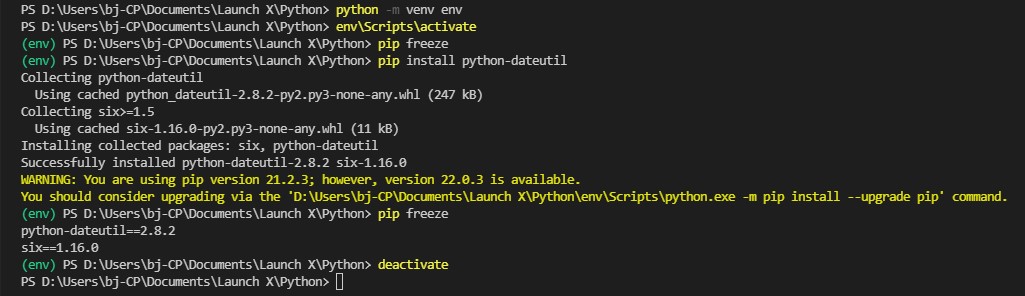 PS D:\Users\bj-CP\Documents\Launch X\Python> python -m venv env
PS D:\Users\bj-CP\Documents\Launch X\Python> env\Scripts\activate
(env) PS D:\Users\bj-CP\Documents\Launch X\Python> pip freeze
(env) PS D:\Users\bj-CP\Documents\Launch X\Python> pip install python-dateutil
Collecting python-dateutil
  Using cached python_dateutil-2.8.2-py2.py3-none-any.whl (247 kB)
Collecting six>=1.5
  Using cached six-1.16.0-py2.py3-none-any.whl (11 kB)
Installing collected packages: six, python-dateutil
Successfully installed python-dateutil-2.8.2 six-1.16.0
WARNING: You are using pip version 21.2.3; however, version 22.0.3 is available.
You should consider upgrading via the 'D:\Users\bj-CP\Documents\Launch X\Python\env\Scripts\python.exe -m pip install --upgrade pip' command.
(env) PS D:\Users\bj-CP\Documents\Launch X\Python> pip freeze
python-dateutil==2.8.2
six==1.16.0
(env) PS D:\Users\bj-CP\Documents\Launch X\Python> deactivate
PS D:\Users\bj-CP\Documents\Launch X\Python>